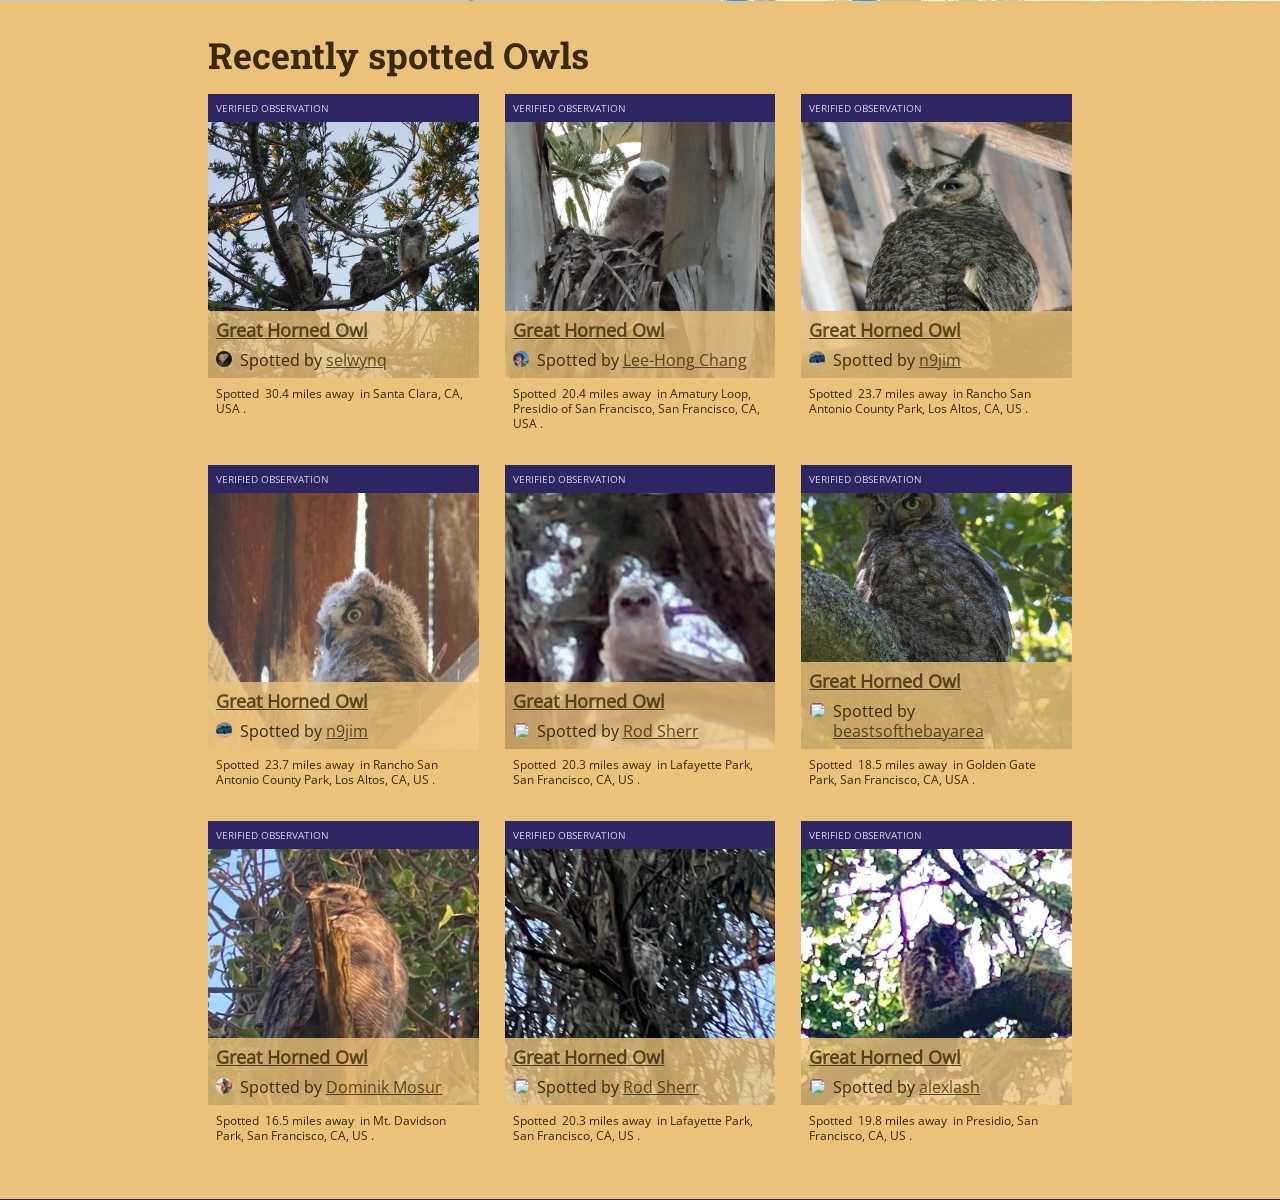 Recently spotted Owls
VERIFIED OBSERVATION
Great Horned Owl
Spotted by selwynq
Spotted 30.4 miles away in Santa Clara, CA,
USA .
VERIFIED OBSERVATION
Great Horned Owl
Spotted by Lee-Hong Chang
Spotted 20.4 miles away in Amatury Loop,
Presidio of San Francisco, San Francisco, CA,
USA .
VERIFIED OBSERVATION
Great Horned Owl
Spotted by n9jim
Spotted 23.7 miles away in Rancho San
Antonio County Park, Los Altos, CA, US .
VERIFIED OBSERVATION
Great Horned Owl
Spotted by n9jim
Spotted 23.7 miles away in Rancho San
Antonio County Park, Los Altos, CA, US .
VERIFIED OBSERVATION
Great Horned Owl
Spotted by Rod Sherr
Spotted 20.3 miles away in Lafayette Park,
San Francisco, CA, US .
VERIFIED OBSERVATION
Great Horned Owl
Spotted by
beastsofthebayarea
Spotted 18.5 miles away in Golden Gate
Park, San Francisco, CA, USA .
VERIFIED OBSERVATION
Great Horned Owl
Spotted by Dominik Mosur
Spotted 16.5 miles away in Mt. Davidson
Park, San Francisco, CA, US .
VERIFIED OBSERVATION
Great Horned Owl
Spotted by Rod Sherr
Spotted 20.3 miles away in Lafayette Park,
San Francisco, CA, US .
VERIFIED OBSERVATION
Great Horned Owl
Spotted by alexlash
Spotted 19.8 miles away in Presidio, San
Francisco, CA, US .